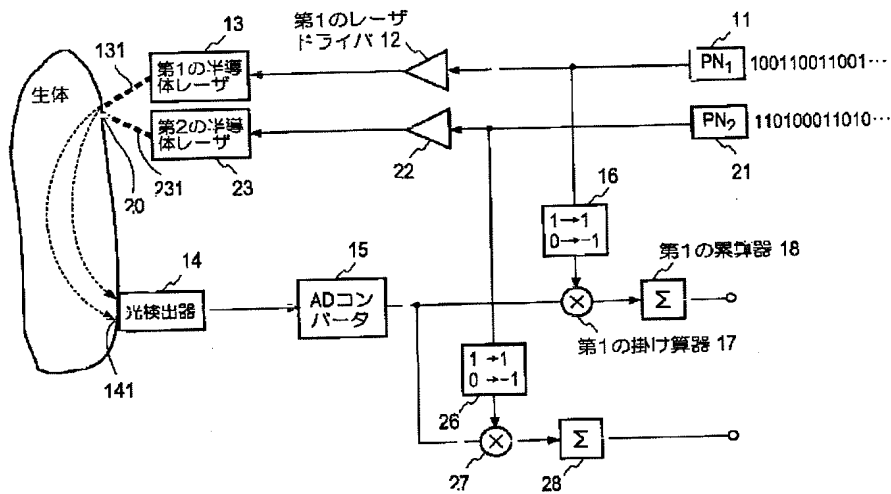 第1のレーザ
ドライバ 12
13
11
131
第1の半導
体レーザ
PN1
100110011001…
生体
第2の半導
体レーザ
PN2
110100011010…
20
231
23
22
21
16
1→1
0→-1
14
15
第1の累算器 18
光検出器
ADコン
バータ
Σ
第1の掛け算器 17
141
1→1
0→-1
26
27
Σ
28